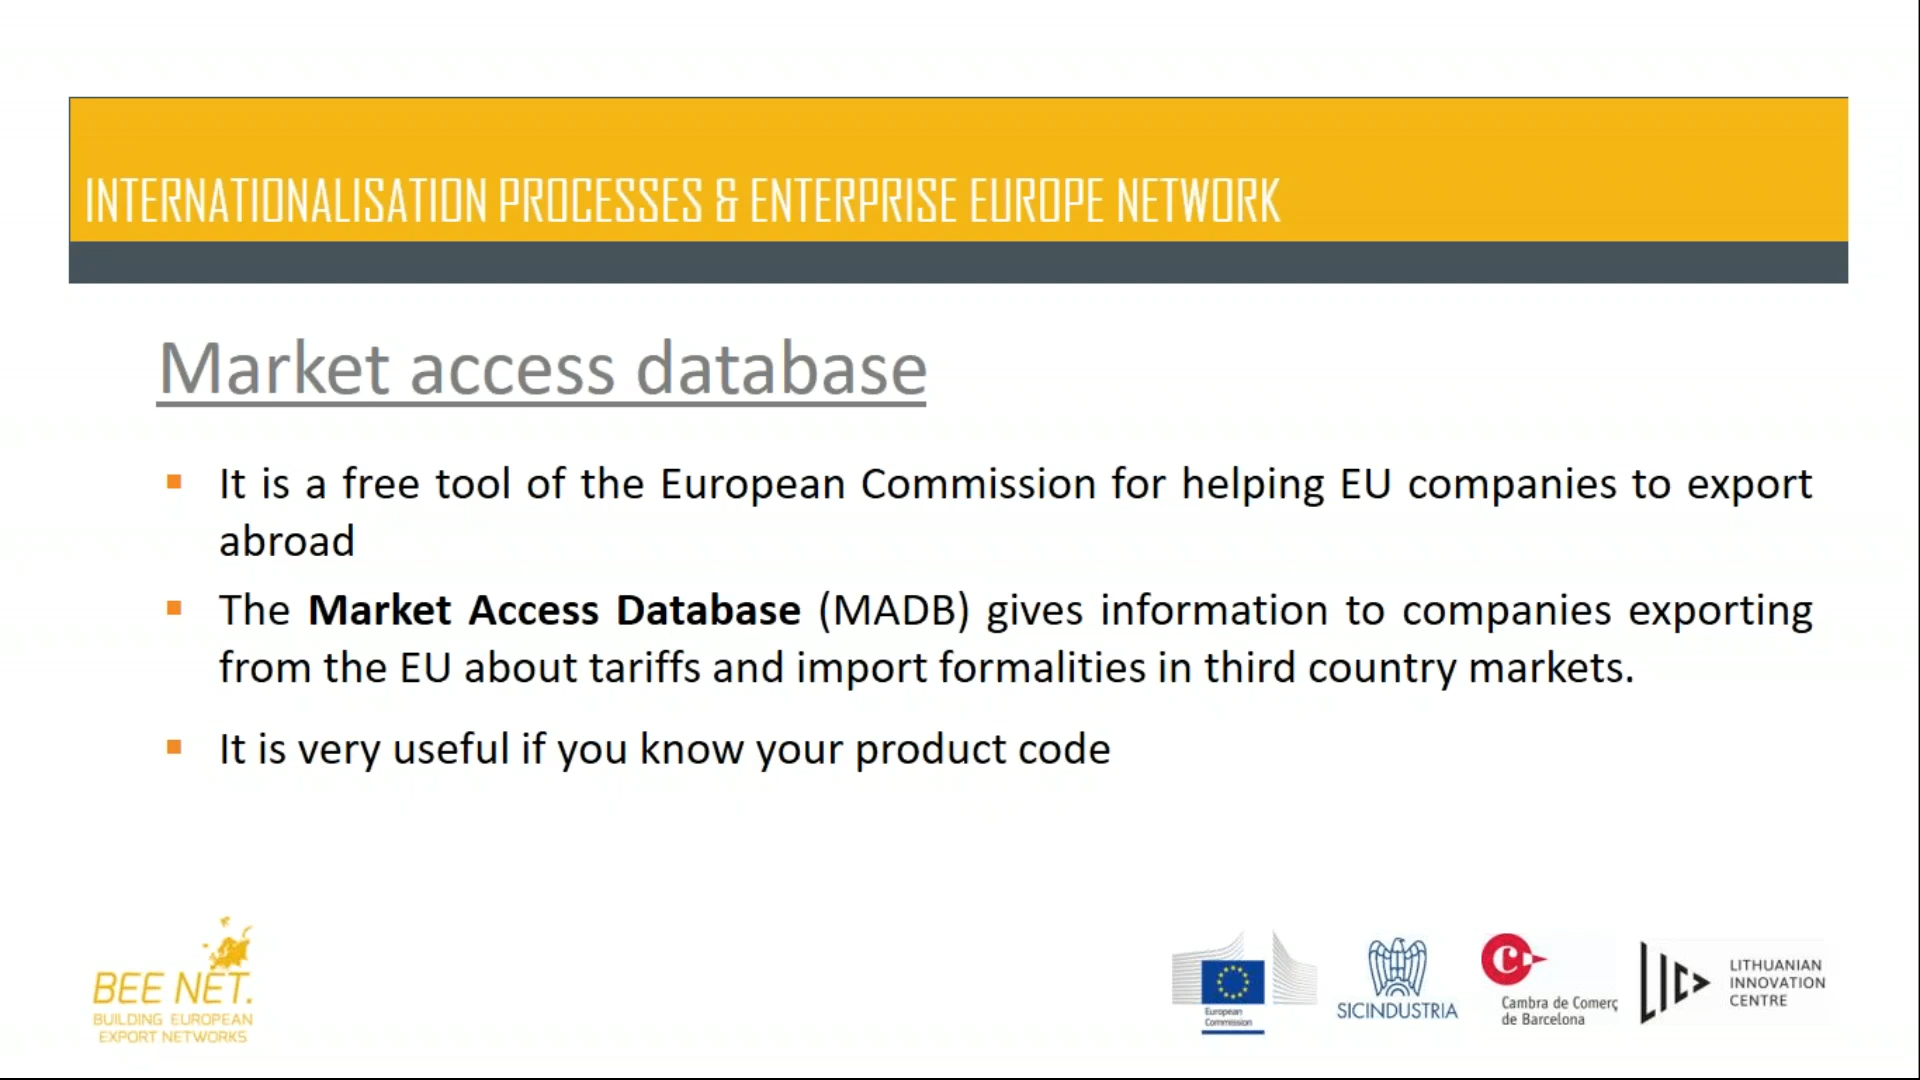 INTERNATIONALISATION PROCESSES & ENTERPRISE EUROPE NETWORK
Market access database
▪ It is a free tool of the European Commission for helping EU companies to export
abroad
▪ The Market Access Database (MADB) gives information to companies exporting
from the EU about tariffs and import formalities in third country markets.
▪ It is very useful if you know your product code
BEE NET.
BUILDING EUROPEAN
EXPORT NETWORKS
European
Commission
SICINDUSTRIA
C
Cambra de Comerç
de Barcelona
LIC
LITHUANIAN
INNOVATION
CENTRE